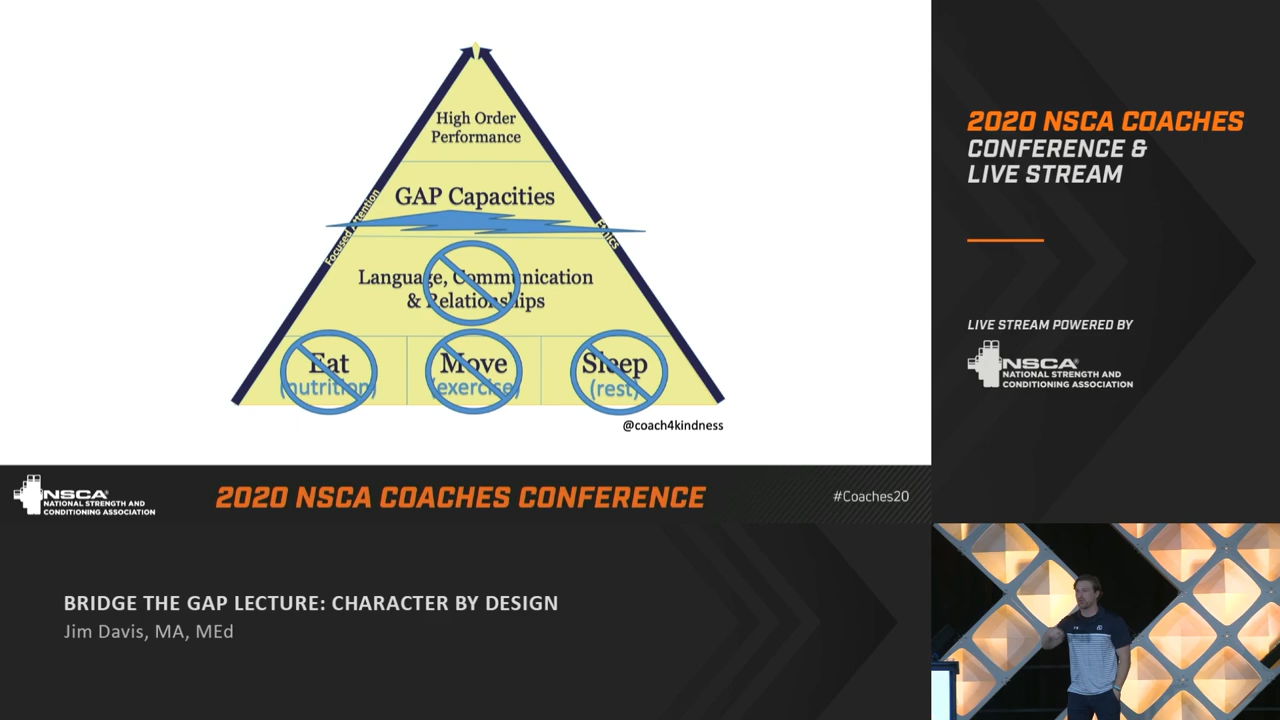 High Order
Performance
GAP Capacities
Focused Attention
Ethics
Language, Communication
& Relationships
Eat
(nutrition)
Move
(exercise)
Sleep
(rest)
@coach4kindness
NSCA
NATIONAL STRENGTH AND
CONDITIONING ASSOCIATION
2020 NSCA COACHES CONFERENCE
#Coaches20
BRIDGE THE GAP LECTURE: CHARACTER BY DESIGN
Jim Davis, MA, MEd
2020 NSCA COACHES
CONFERENCE &
LIVE STREAM
LIVE STREAM POWERED BY
NSCA®
NATIONAL STRENGTH AND
CONDITIONING ASSOCIATION